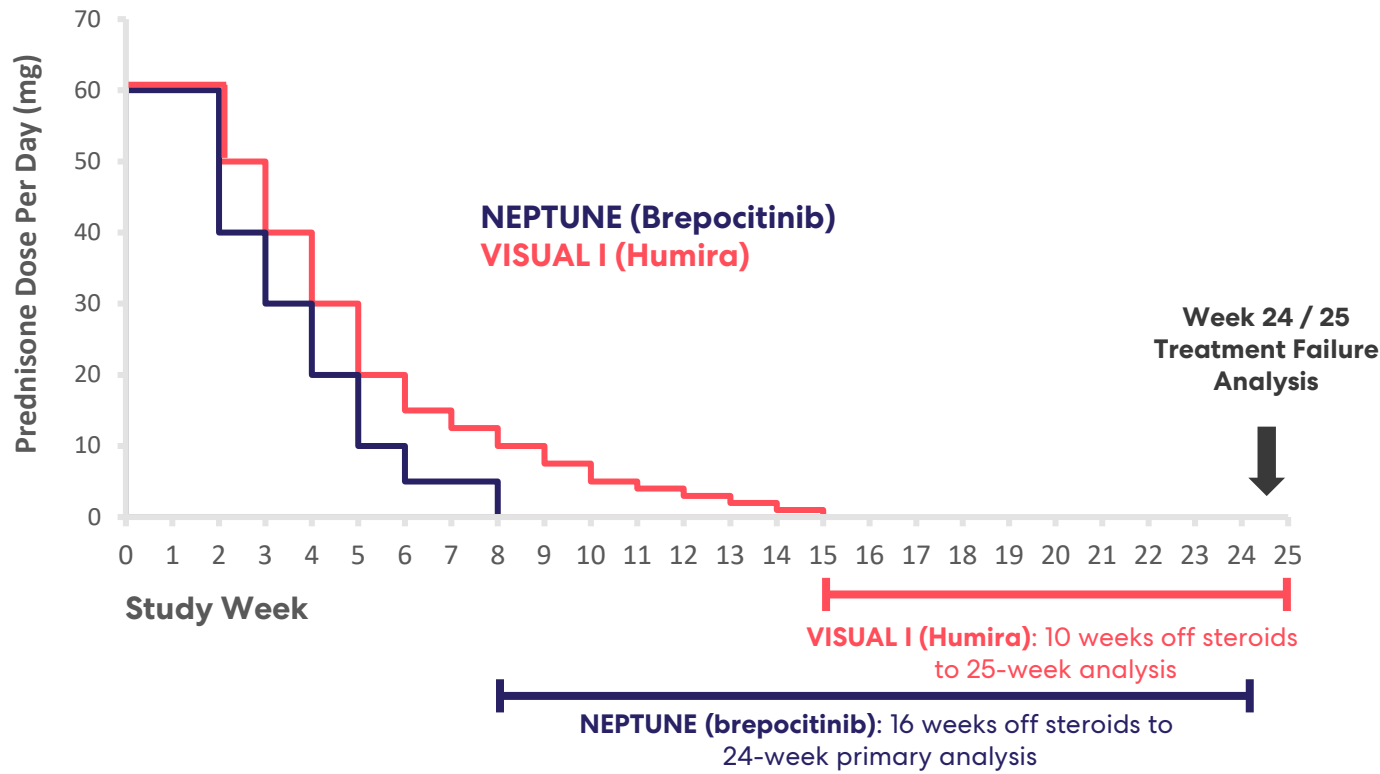 70
60
50
40
30
20
10
0
Prednisone Dose Per Day (mg)
NEPTUNE (Brepocitinib)
VISUAL I (Humira)
Week 24 / 25
Treatment Failure
Analysis
0 1 2 3 4 5 6 7 8 9 10 11 12 13 14 15 16 17 18 19 20 21 22 23 24 25
Study Week
VISUAL I (Humira): 10 weeks off steroids
to 25-week analysis
NEPTUNE (brepocitinib): 16 weeks off steroids to
24-week primary analysis